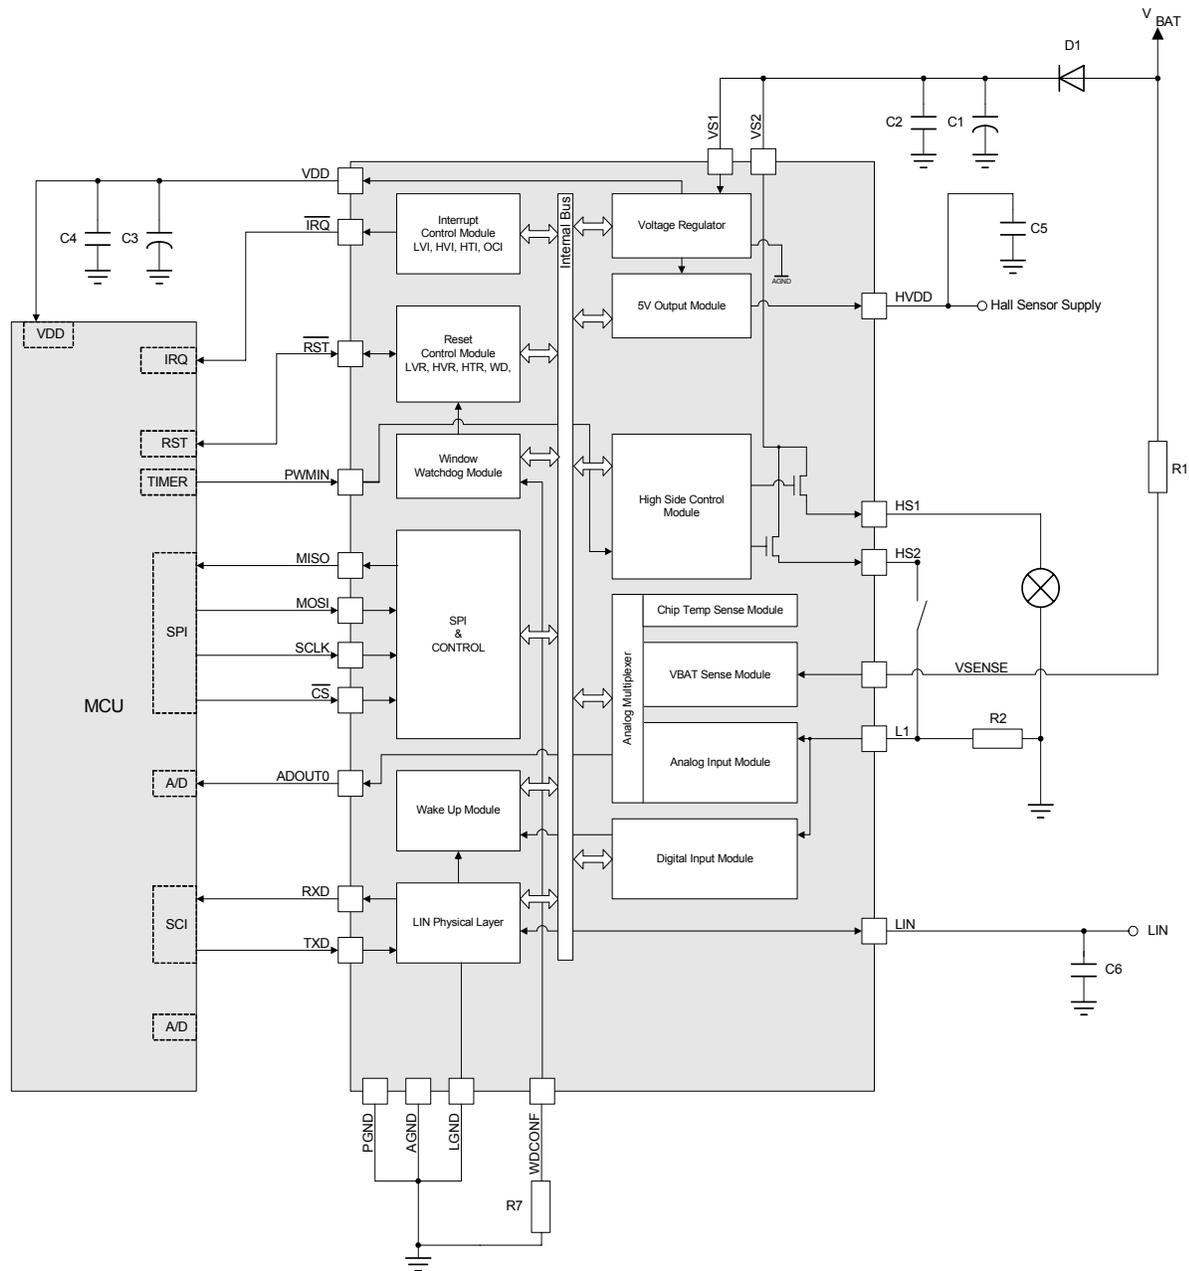 V BAT
D1
VS1
VS2
C2
C1
VDD
C4
C3
IRQ
Interrupt
Control Module
LVI, HVI, HTI, OCI
Internal Bus
Voltage Regulator
AGND
C5
5V Output Module
HVDD
Hall Sensor Supply
VDD
IRQ
RST
Reset
Control Module
LVR, HVR, HTR, WD,
RST
TIMER
PWMIN
Window
Watchdog Module
High Side Control
Module
R1
HS1
HS2
MISO
MOSI
SCLK
CS
SPI
SPI
&
CONTROL
MCU
Analog Multiplexer
Chip Temp Sense Module
VBAT Sense Module
VSENSE
Analog Input Module
L1
R2
A/D
ADOUT0
Wake Up Module
Digital Input Module
SCI
RXD
TXD
LIN Physical Layer
LIN
LIN
C6
A/D
PGND
AGND
LGND
WDCONF
R7